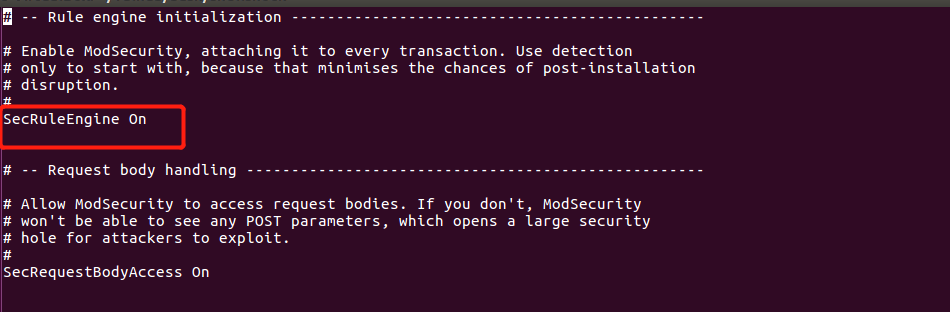 # -- Rule engine initialization ----------------------------------------------
# Enable ModSecurity, attaching it to every transaction. Use detection
# only to start with, because that minimises the chances of post-installation
# disruption.
#
SecRuleEngine On
# -- Request body handling ---------------------------------------------------
# Allow ModSecurity to access request bodies. If you don't, ModSecurity
# won't be able to see any POST parameters, which opens a large security
# hole for attackers to exploit.
#
SecRequestBodyAccess On